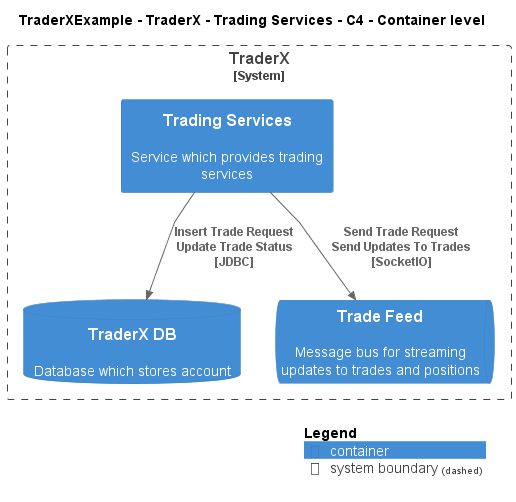 TraderXExample - TraderX - Trading Services - C4 - Container level
TraderX
[System]
Trading Services
Service which provides trading
services
Insert Trade Request
Update Trade Status
[JDBC]
Send Trade Request
Send Updates To Trades
[SocketIO]
TraderX DB
Database which stores account
Trade Feed
Message bus for streaming
updates to trades and positions
Legend
container
system boundary (dashed)